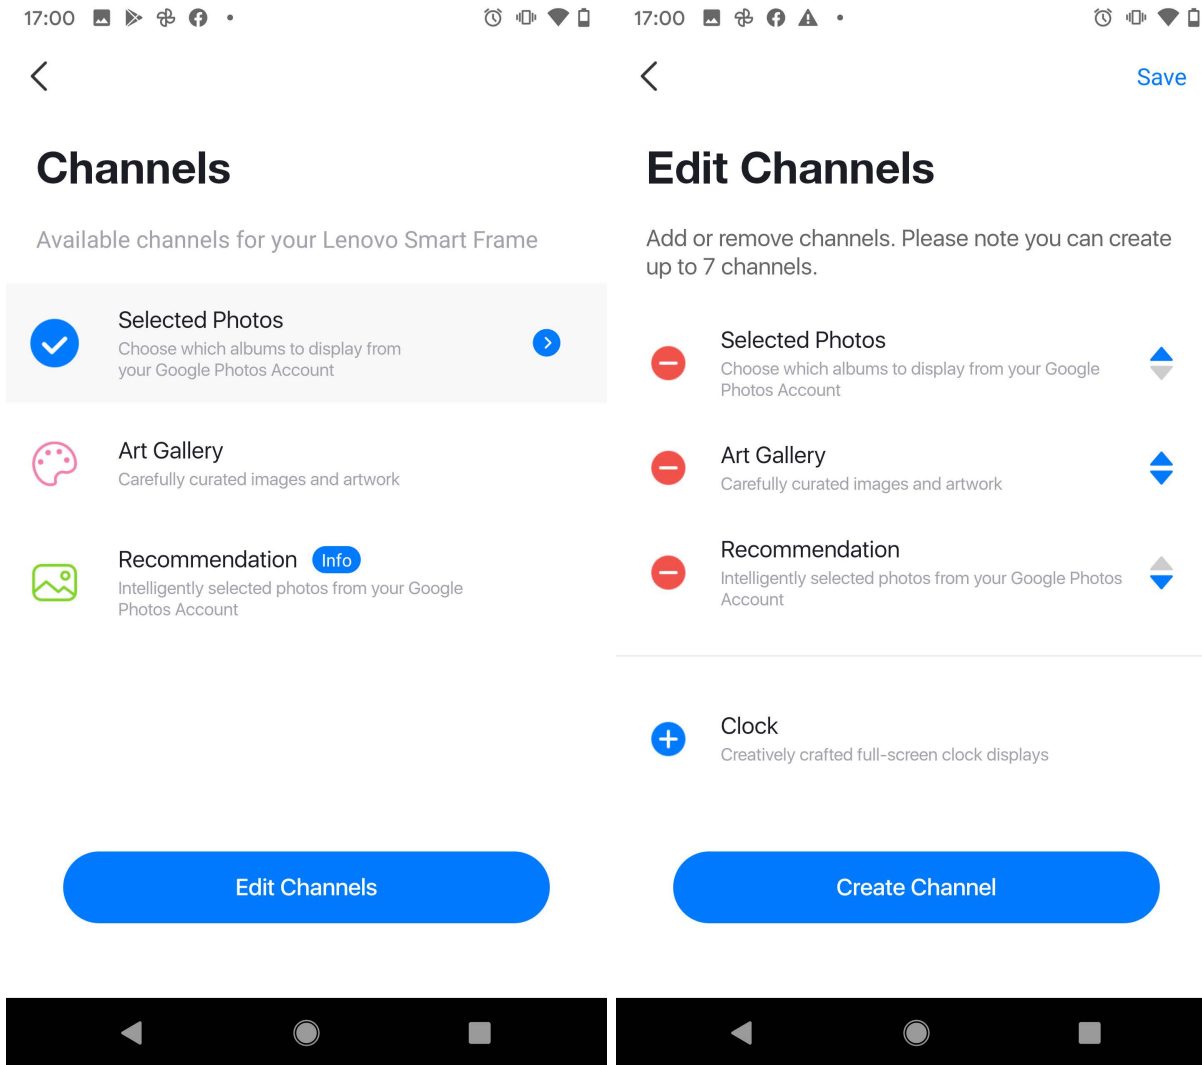 17:00
Channels
Available channels for your Lenovo Smart Frame
Selected Photos
Choose which albums to display from
your Google Photos Account
Art Gallery
Carefully curated images and artwork
Recommendation Info
Intelligently selected photos from your Google
Photos Account
Edit Channels
17:00
Save
Edit Channels
Add or remove channels. Please note you can create
up to 7 channels.
Selected Photos
Choose which albums to display from your Google
Photos Account
Art Gallery
Carefully curated images and artwork
Recommendation
Intelligently selected photos from your Google Photos
Account
Clock
Creatively crafted full-screen clock displays
Create Channel